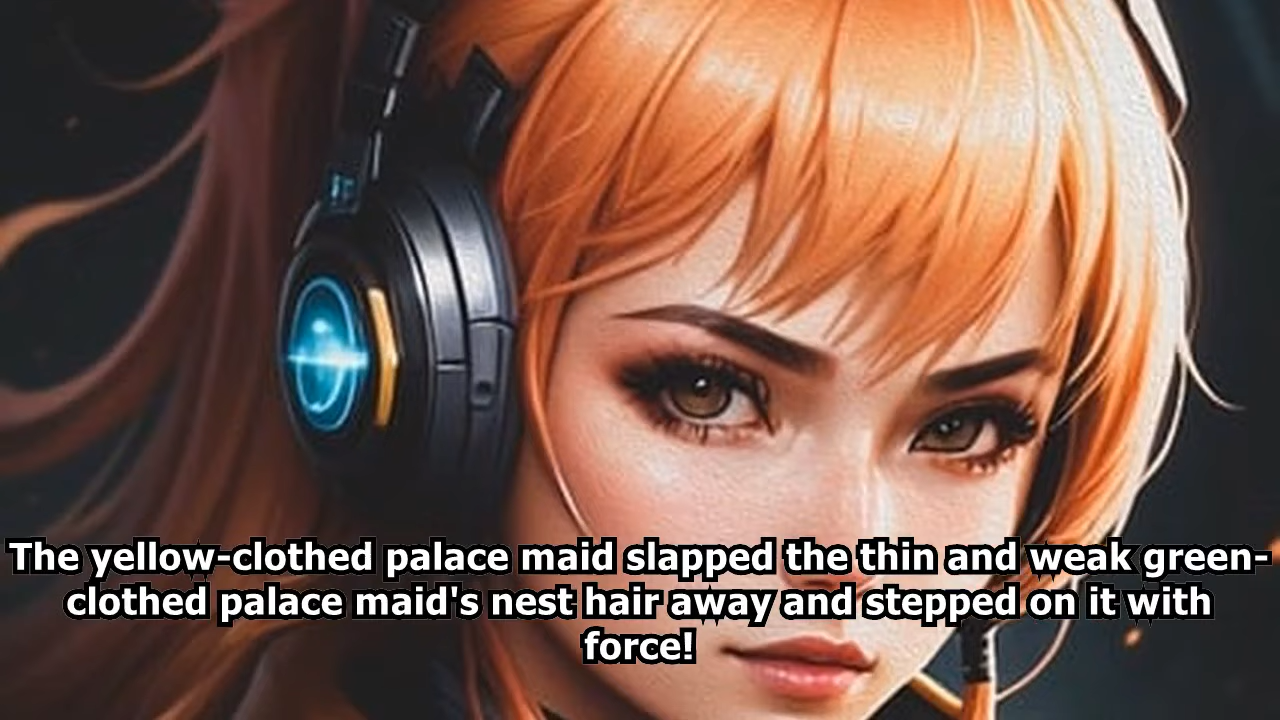 The yellow-clothed palace maid slapped the thin and weak green-
clothed palace maid's nest hair away and stepped on it with
force!